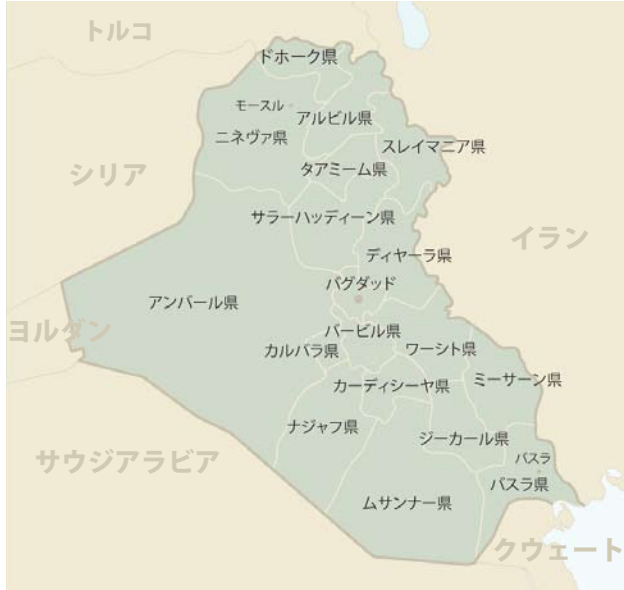 トルコ
ドホーク県
モースル
アルビル県
ニネヴァ県
スレイマニア県
タアミーム県
シリア
サラーハッディーン県
イラン
ディヤーラ県
バグダッド
アンバール県
ヨルダン
バービル県
カルバラ県
ワーシト県
カーディシーヤ県
ミーサーン県
ナジャフ県
ジーカール県
サウジアラビア
バスラ
バスラ県
ムサンナー県
クウェート